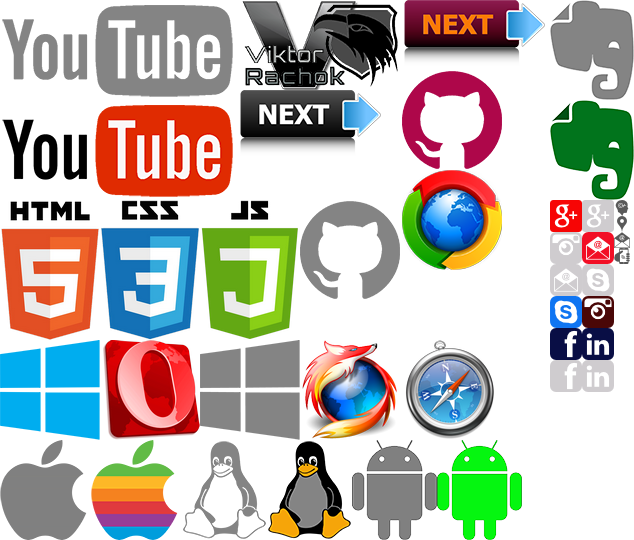 YouTube
Viktor
Rachok
NEXT
NEXT
YouTube
HTML
CSS
JS
5
3
g+
g+
S
S
f
in
f
in
N
E
S
W